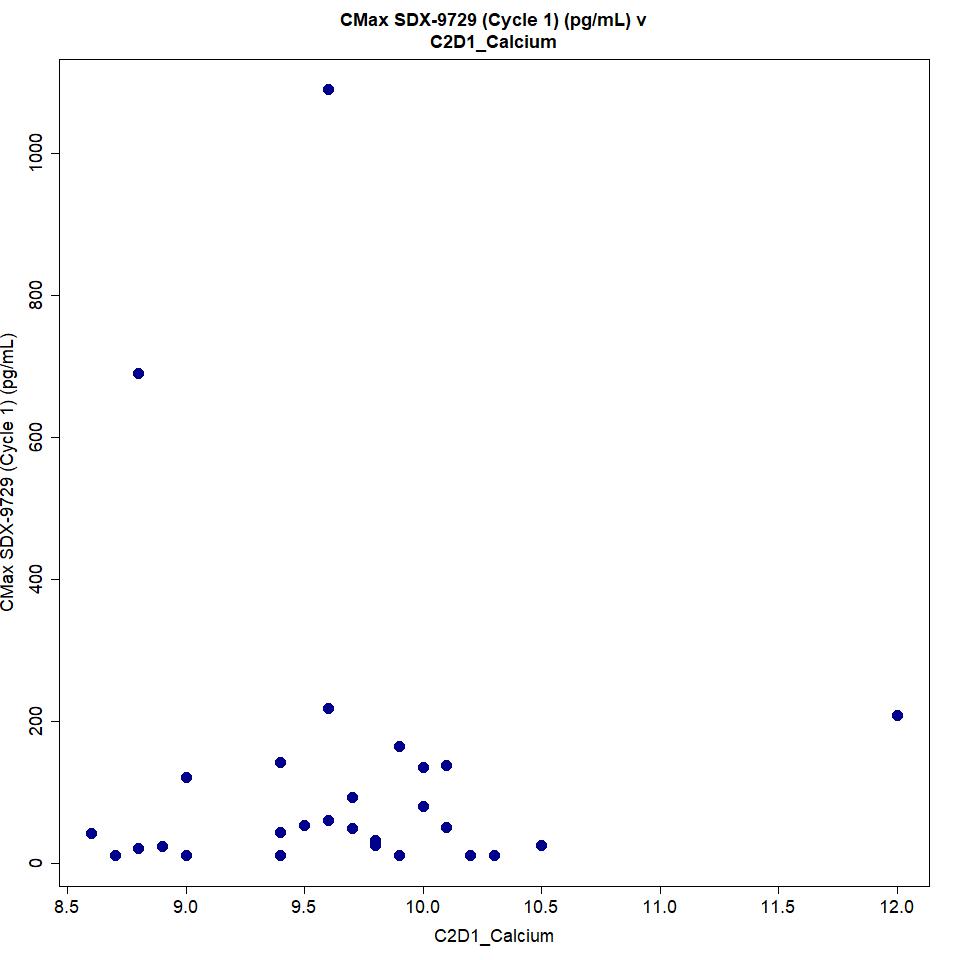 CMax SDX-9729 (Cycle 1) (pg/mL) v
C2D1_Calcium
CMax SDX-9729 (Cycle 1) (pg/mL)
1000
800
600
400
200
0
8.5 9.0 9.5 10.0 10.5 11.0 11.5 12.0
C2D1_Calcium